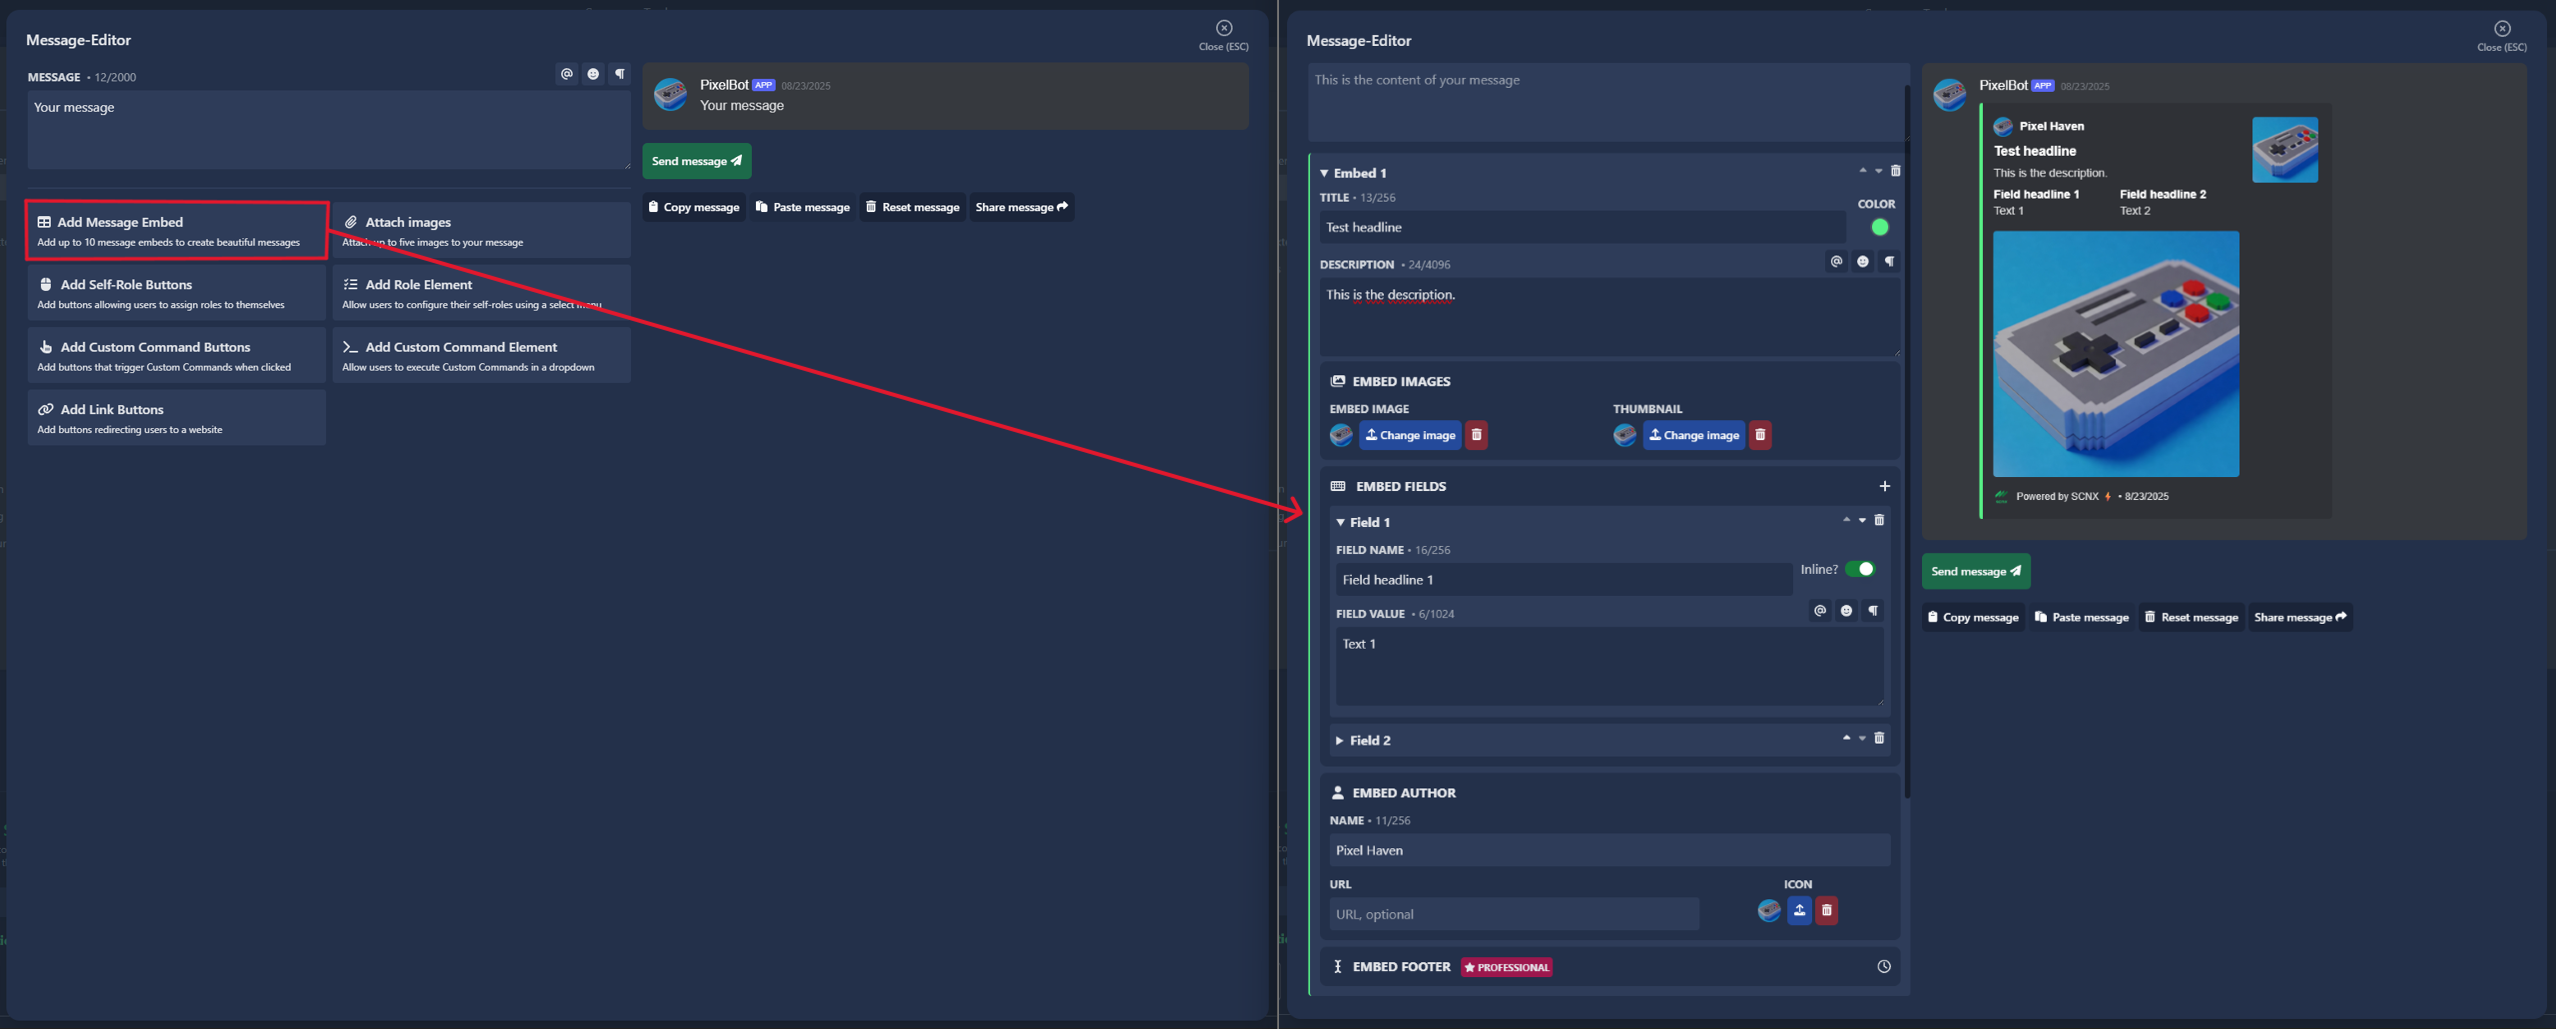 Message-Editor
Close (ESC)
MESSAGE • 12/2000
Your message
Add Message Embed
Add up to 10 message embeds to create beautiful messages
Attach images
Attach up to five images to your message
Add Self-Role Buttons
Add buttons allowing users to assign roles to themselves
Add Role Element
Allow users to configure their self-roles using a select menu
Add Custom Command Buttons
Add buttons that trigger Custom Commands when clicked
Add Custom Command Element
Allow users to execute Custom Commands in a dropdown
Add Link Buttons
Add buttons redirecting users to a website
PixelBot APP 08/23/2025
Your message
Send message
Copy message
Paste message
Reset message
Share message
Message-Editor
Close (ESC)
This is the content of your message
Embed 1
TITLE • 13/256
COLOR
Test headline
DESCRIPTION • 24/4096
This is the description.
EMBED IMAGES
EMBED IMAGE
THUMBNAIL
Change image
Change image
EMBED FIELDS
Field 1
FIELD NAME • 16/256
Inline?
Field headline 1
FIELD VALUE • 6/1024
Text 1
Field 2
EMBED AUTHOR
NAME • 11/256
Pixel Haven
URL
ICON
URL, optional
EMBED FOOTER
PROFESSIONAL
PixelBot APP 08/23/2025
Pixel Haven
Test headline
This is the description.
Field headline 1
Field headline 2
Text 1
Text 2
Powered by SCNX • 8/23/2025
Send message
Copy message
Paste message
Reset message
Share message